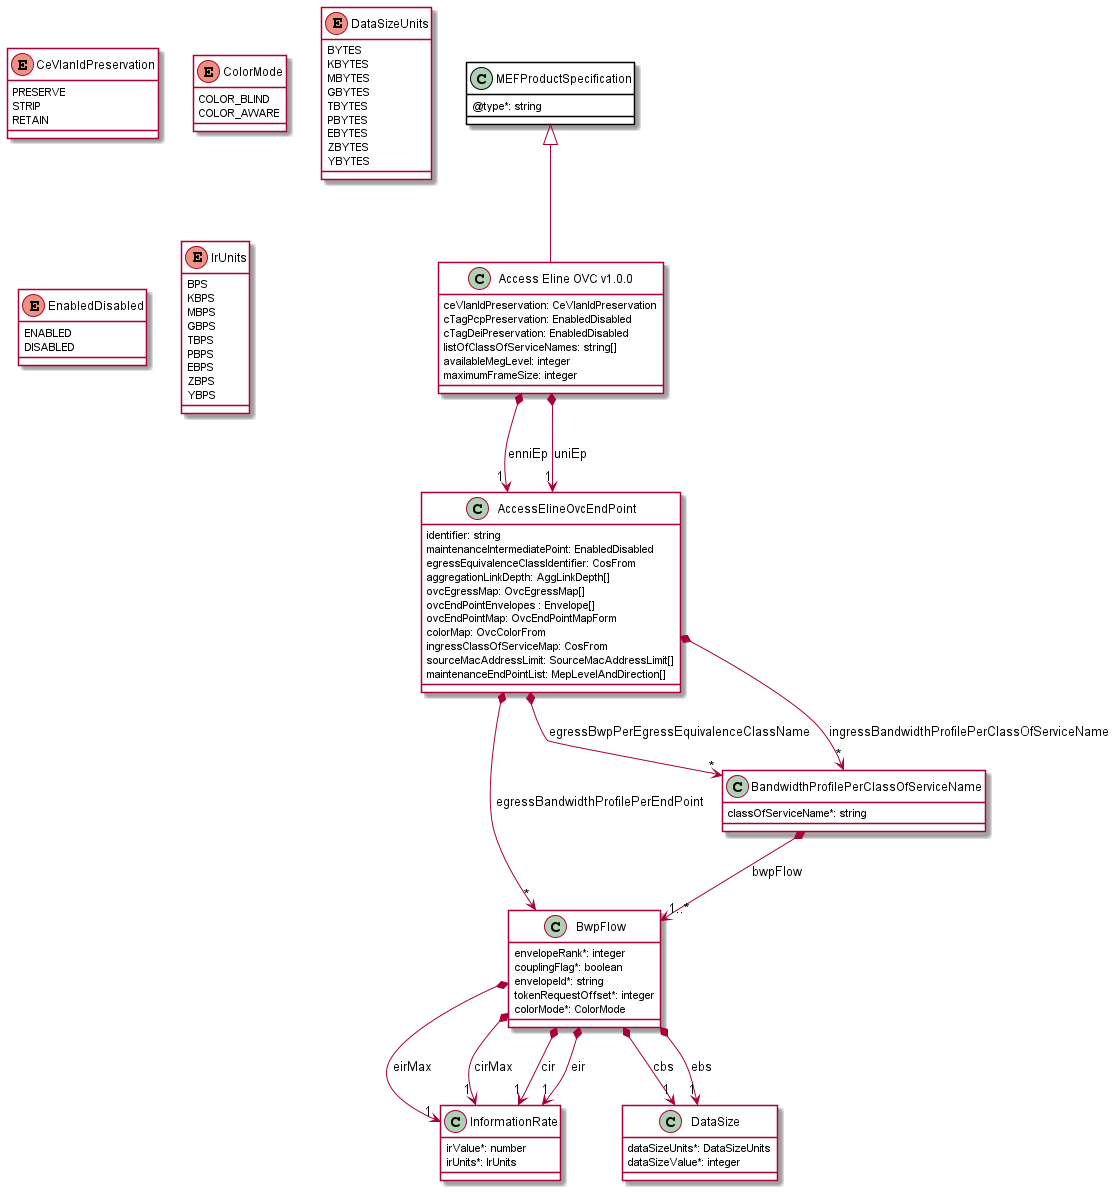 E CeVlanIdPreservation
PRESERVE
STRIP
RETAIN
E ColorMode
COLOR_BLIND
COLOR_AWARE
E DataSizeUnits
BYTES
KBYTES
MBYTES
GBYTES
TBYTES
PBYTES
EBYTES
ZBYTES
YBYTES
C MEFProductSpecification
@type*: string
E EnabledDisabled
ENABLED
DISABLED
E IrUnits
BPS
KBPS
MBPS
GBPS
TBPS
PBPS
EBPS
ZBPS
YBPS
C Access Eline OVC v1.0.0
ceVlanIdPreservation: CeVlanIdPreservation
cTagPcpPreservation: EnabledDisabled
cTagDeiPreservation: EnabledDisabled
listOfClassOfServiceNames: string[]
availableMegLevel: integer
maximumFrameSize: integer
enniEp
uniEp
1
1
C AccessElineOvcEndPoint
identifier: string
maintenanceIntermediatePoint: EnabledDisabled
egressEquivalenceClassIdentifier: CosFrom
aggregationLinkDepth: AggLinkDepth[]
ovcEgressMap: OvcEgressMap[]
ovcEndPointEnvelopes : Envelope[]
ovcEndPointMap: OvcEndPointMapForm
colorMap: OvcColorFrom
ingressClassOfServiceMap: CosFrom
sourceMacAddressLimit: SourceMacAddressLimit[]
maintenanceEndPointList: MepLevelAndDirection[]
egressBwpPerEgressEquivalenceClassName
ingressBandwidthProfilePerClassOfServiceName
*
*
C BandwidthProfilePerClassOfServiceName
classOfServiceName*: string
egressBandwidthProfilePerEndPoint
*
bwpFlow
1..*
C BwpFlow
envelopeRank*: integer
couplingFlag*: boolean
envelopeId*: string
tokenRequestOffset*: integer
colorMode*: ColorMode
eirMax
cirMax
cir
eir
cbs
ebs
1
1
1
1
1
1
C InformationRate
irValue*: number
irUnits*: IrUnits
C DataSize
dataSizeUnits*: DataSizeUnits
dataSizeValue*: integer